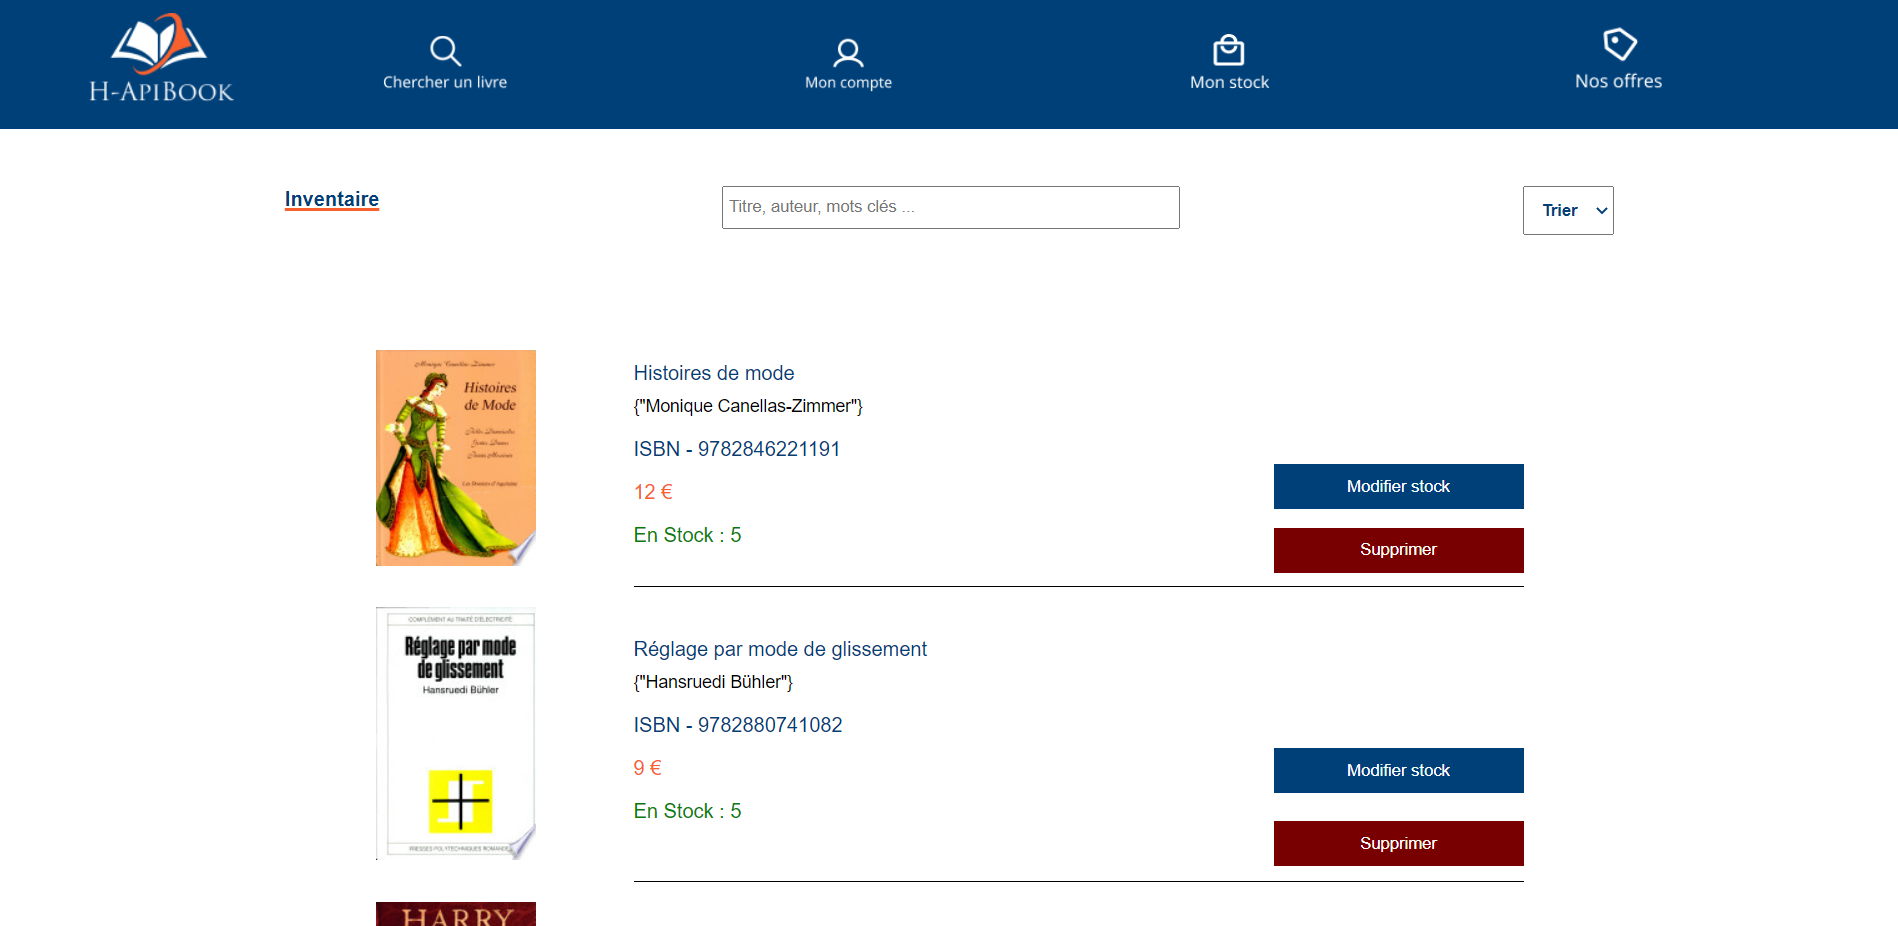 H-ApiBook
Chercher un livre
Mon compte
Mon stock
Nos offres
Inventaire
Titre, auteur, mots clés ...
Trier
Monique Canellas-Zimmer
Histoires
de Mode
Histoires de mode
{"Monique Canellas-Zimmer"}
ISBN - 9782846221191
12 €
En Stock : 5
Modifier stock
Supprimer
COMPLÉMENT AU TRAITÉ D'ÉLECTRICITÉ
Réglage par mode
de glissement
Hansruedi Bühler
PRESSES POLYTECHNIQUES ROMANDES
Réglage par mode de glissement
{"Hansruedi Bühler"}
ISBN - 9782880741082
9 €
En Stock : 5
Modifier stock
Supprimer
HARRY